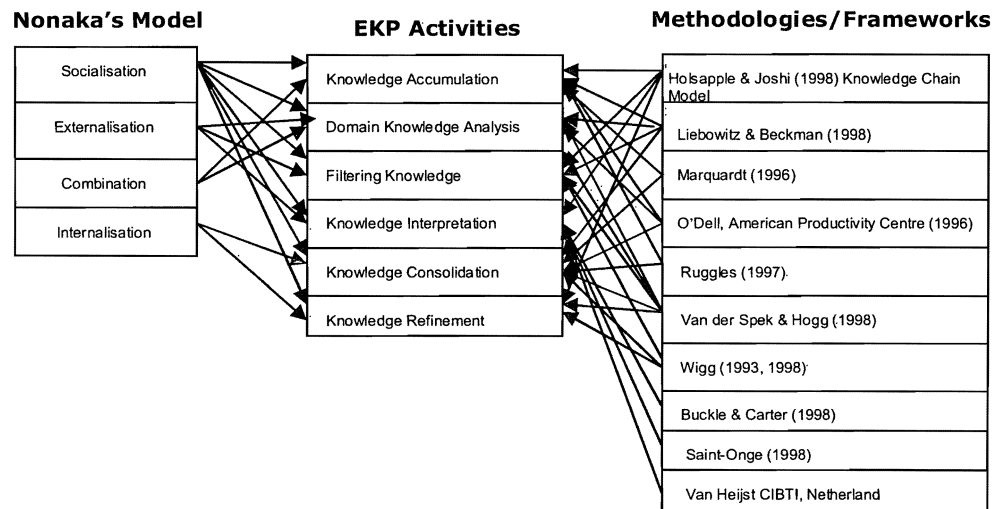 Nonaka's Model
EKP Activities
Methodologies/Frameworks
Socialisation
Externalisation
Combination
Internalisation
Knowledge Accumulation
Domain Knowledge Analysis
Filtering Knowledge
Knowledge Interpretation
Knowledge Consolidation
Knowledge Refinement
Holsapple & Joshi (1998) Knowledge Chain
Model
Liebowitz & Beckman (1998)
Marquardt (1996)
O'Dell, American Productivity Centre (1996)
Ruggles (1997)
Van der Spek & Hogg (1998)
Wigg (1993, 1998)
Buckle & Carter (1998)
Saint-Onge (1998)
Van Heijst CIBTI, Netherland